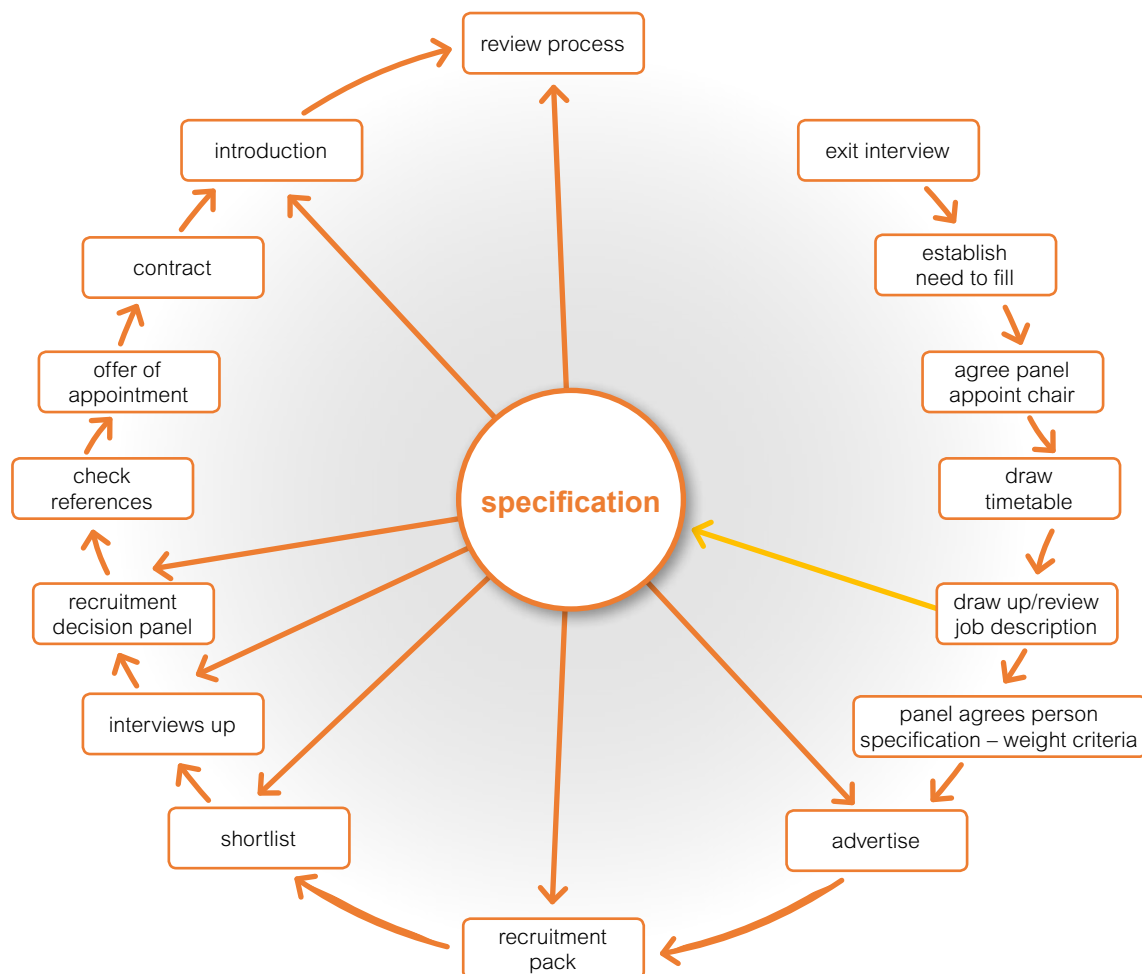 review process
introduction
exit interview
contract
establish
need to fill
offer of
appointment
agree panel
appoint chair
check
references
specification
draw
timetable
recruitment
decision panel
draw up/review
job description
interviews up
panel agrees person
specification – weight criteria
shortlist
advertise
recruitment
pack